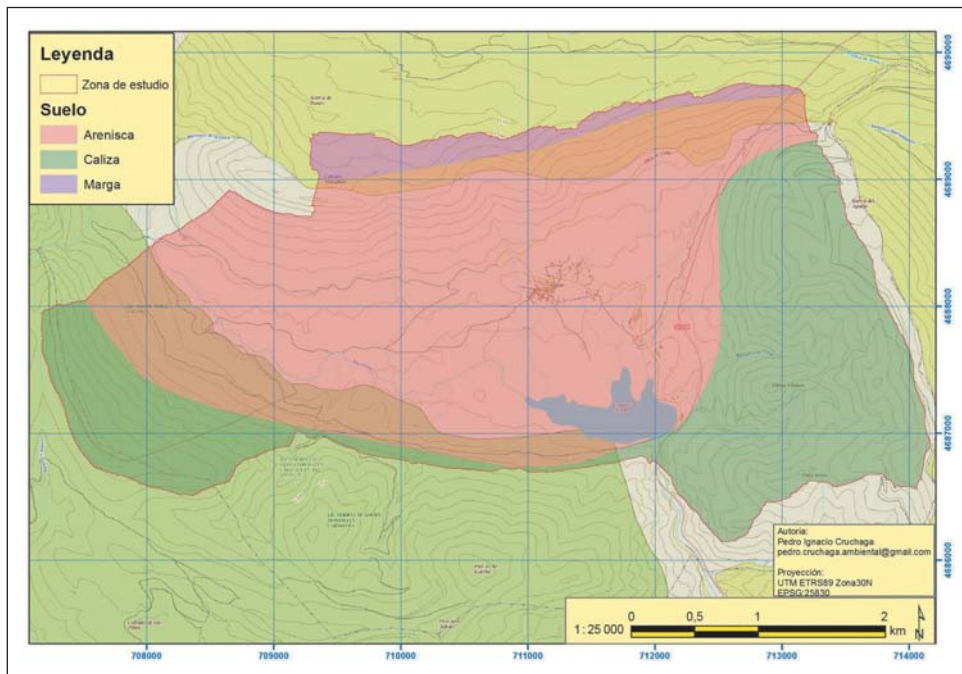 Leyenda
Zona de estudio
Suelo
Arenisca
Caliza
Marga
4690000
4689000
4688000
4687000
4686000
Autoria:
Pedro Ignacio Cruchaga
pedro.cruchaga.ambiental@gmail.com
Proyección:
UTM ETRS89 Zona30N
EPSG:25830
1:25 000
0 0,5 1 2
km
N
708000 709000 710000 711000 712000 713000 714000